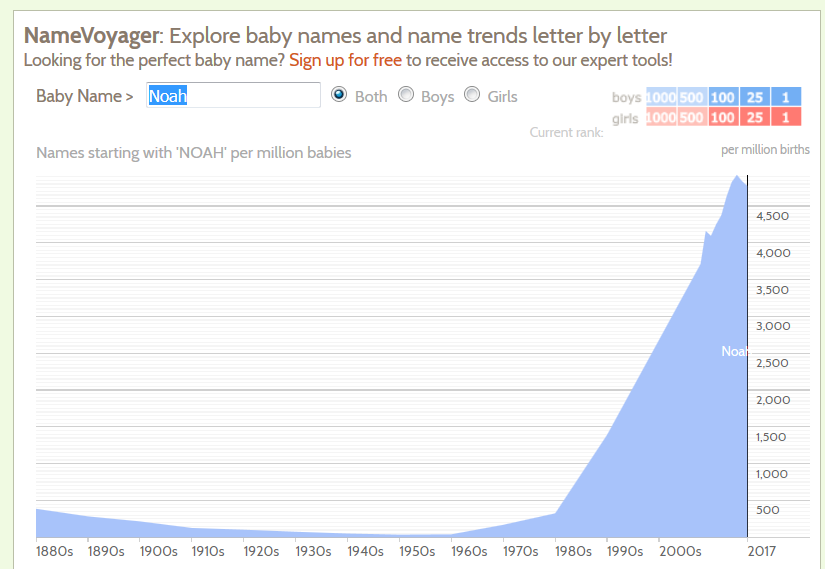 NameVoyager: Explore baby names and name trends letter by letter
Looking for the perfect baby name? Sign up for free to receive access to our expert tools!
Baby Name > Noah Both Boys Girls
boys 1000 500 100 25 1
girls 1000 500 100 25 1
Current rank:
Names starting with 'NOAH' per million babies
per million births
4,500
4,000
3,500
3,000
Noah
2,500
2,000
1,500
1,000
500
1880s 1890s 1900s 1910s 1920s 1930s 1940s 1950s 1960s 1970s 1980s 1990s 2000s 2017